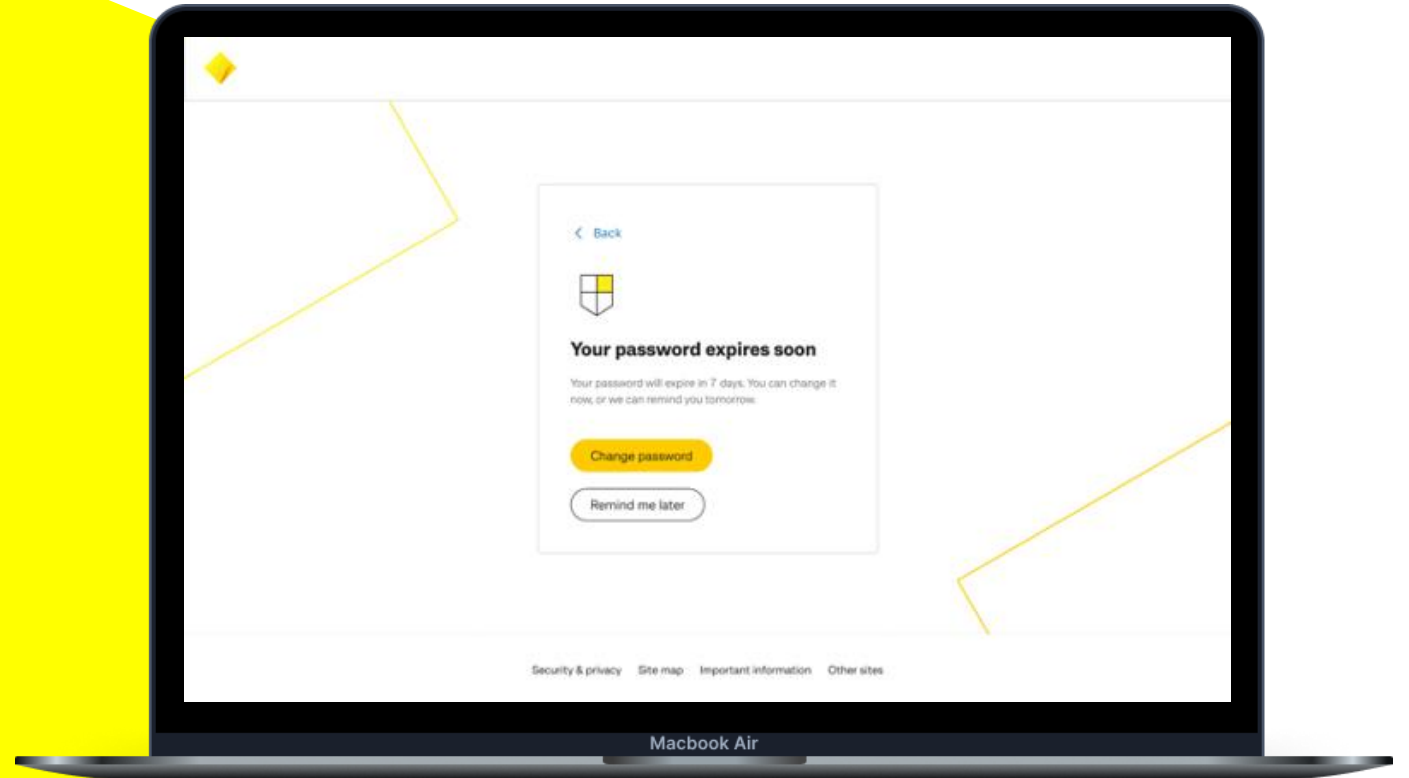 Back
Your password expires soon
Your password will expire in 7 days. You can change it
now, or we can remind you tomorrow.
Change password
Remind me later
Security & privacy Site map Important information Other sites
Macbook Air